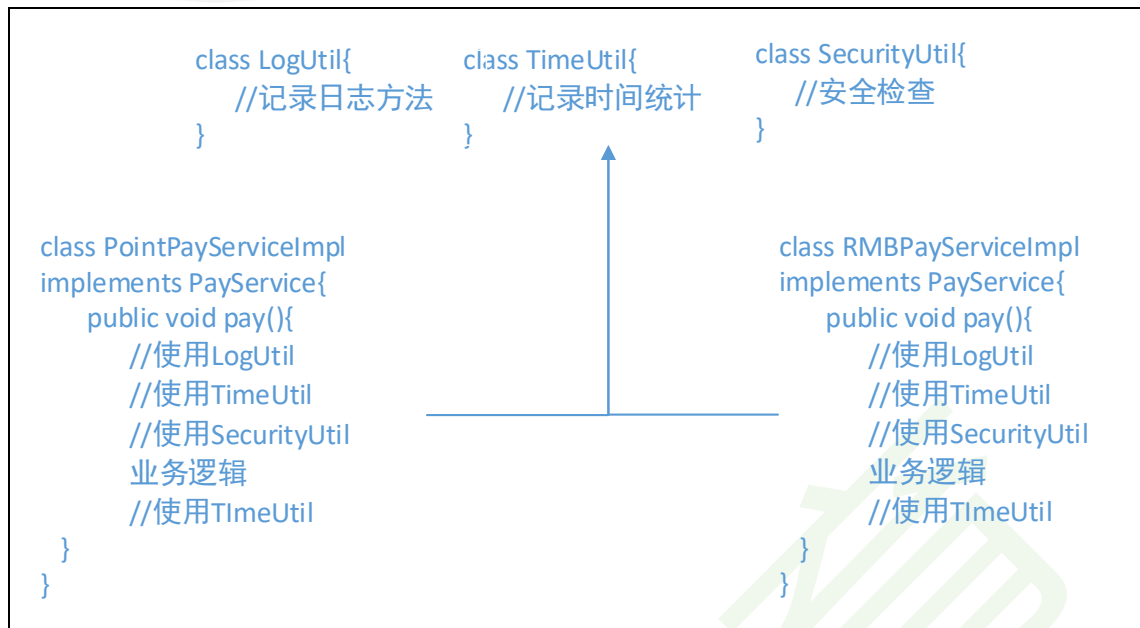 class LogUtil{
//记录日志方法
}
class TimeUtil{
//记录时间统计
}
class SecurityUtil{
//安全检查
}
class PointPayServiceImpl
implements PayService{
public void pay(){
//使用LogUtil
//使用TimeUtil
//使用SecurityUtil
业务逻辑
//使用TImeUtil
}
}
class RMBPayServiceImpl
implements PayService{
public void pay(){
//使用LogUtil
//使用TimeUtil
//使用SecurityUtil
业务逻辑
//使用TImeUtil
}
}